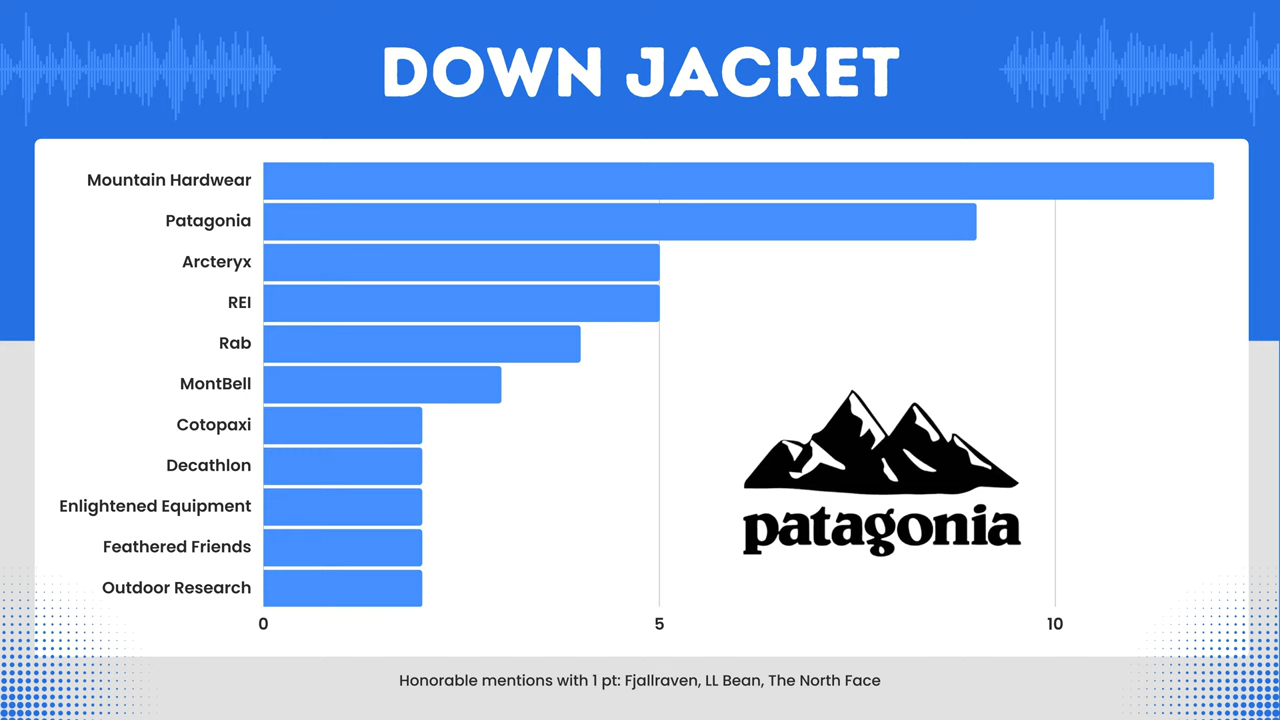 DOWN JACKET
Mountain Hardwear
Patagonia
Arcteryx
REI
Rab
MontBell
Cotopaxi
Decathlon
Enlightened Equipment
Feathered Friends
Outdoor Research
patagonia
0 5 10
Honorable mentions with 1 pt: Fjallraven, LL Bean, The North Face